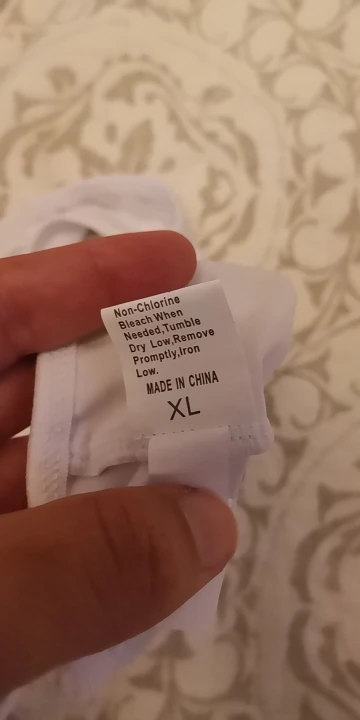 Non-Chlorine
Bleach When
Needed,Tumble
Dry Low,Remove
Promptly,Iron
Low.
MADE IN CHINA
XL